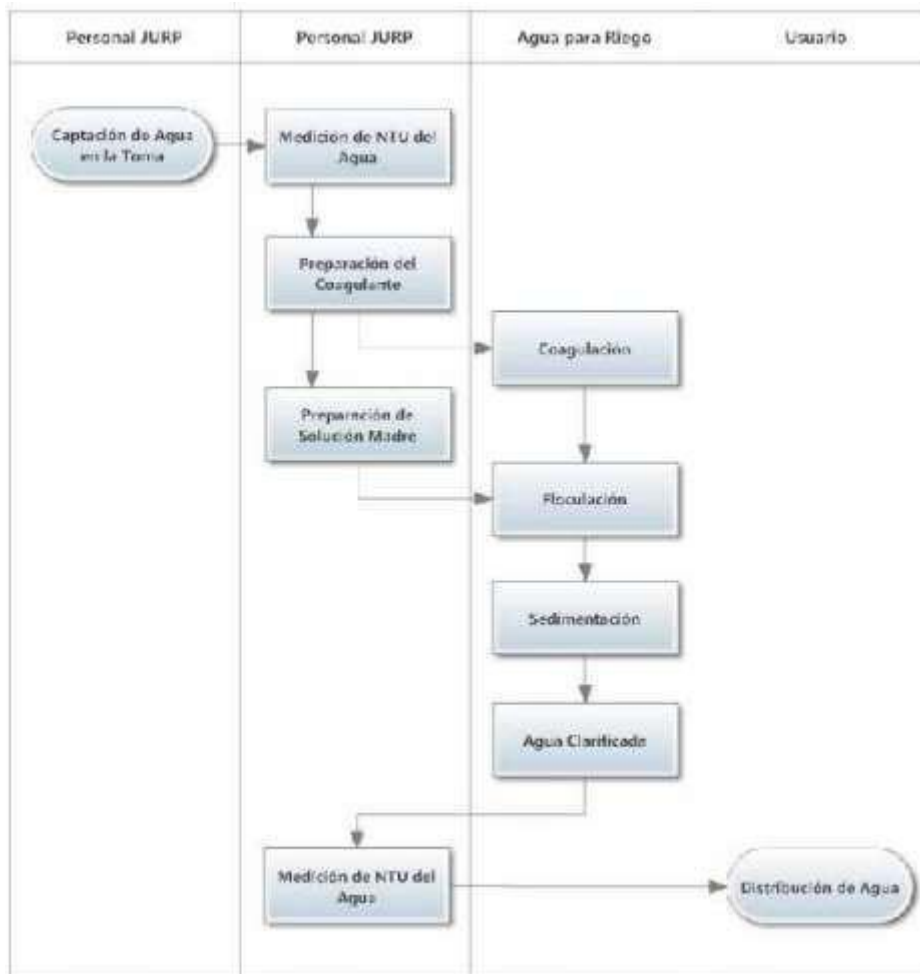 Personal JURP
Personal JURP
Agua para Riego
Usuario
Captación de Agua
en la Toma
Medición de NTU del
Agua
Preparación del
Coagulante
Coagulación
Preparación de
Solución Madre
Floculación
Sedimentación
Agua Clarificada
Medición de NTU del
Agua
Distribución de Agua